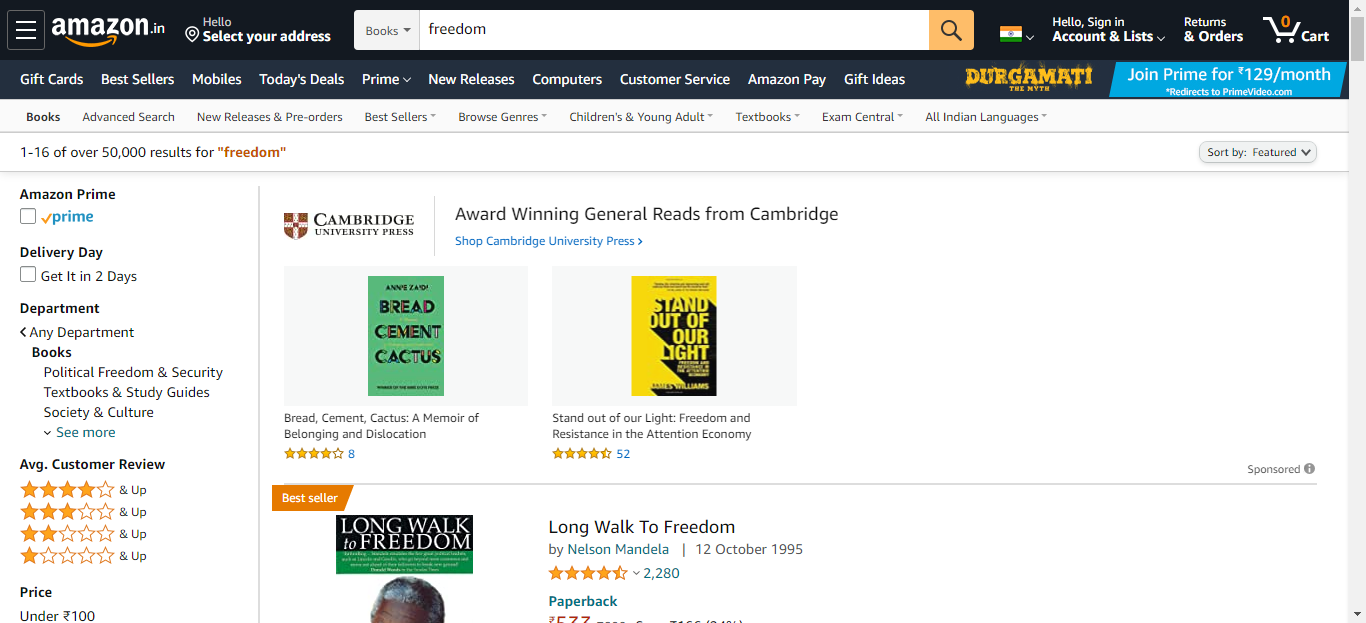 amazon.in
Hello
Select your address
Books
freedom
Hello, Sign in
Account & Lists
Returns
& Orders
0
Cart
Gift Cards Best Sellers Mobiles Today's Deals Prime New Releases Computers Customer Service Amazon Pay Gift Ideas
DURGAMATI
THE MYTH
Join Prime for ₹129/month
*Redirects to PrimeVideo.com
Books Advanced Search New Releases & Pre-orders Best Sellers Browse Genres Children's & Young Adult Textbooks Exam Central All Indian Languages
1-16 of over 50,000 results for "freedom"
Sort by: Featured
Amazon Prime
prime
Delivery Day
Get It in 2 Days
Department
Any Department
Books
Political Freedom & Security
Textbooks & Study Guides
Society & Culture
See more
Avg. Customer Review
& Up
& Up
& Up
& Up
Price
Under ₹100
CAMBRIDGE
UNIVERSITY PRESS
Award Winning General Reads from Cambridge
Shop Cambridge University Press ›
ANNIE ZAIDI
BREAD
CEMENT
CACTUS
Bread, Cement, Cactus: A Memoir of
Belonging and Dislocation
8
STAND
OUT OF
OUR
LIGHT
FREEDOM AND
RESISTANCE IN
THE ATTENTION
ECONOMY
JAMES WILLIAMS
Stand out of our Light: Freedom and
Resistance in the Attention Economy
52
Sponsored
Best seller
LONG WALK
to FREEDOM
Long Walk To Freedom
by Nelson Mandela | 12 October 1995
2,280
Paperback